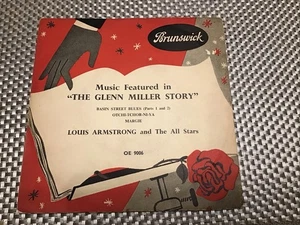 Brunswick
Music Featured in
"THE GLENN MILLER STORY"
BASIN STREET BLUES (Parts 1 and 2)
OTCHI-TCHOR-NI-YA
MARGIE
LOUIS ARMSTRONG and The All Stars
OE 9006